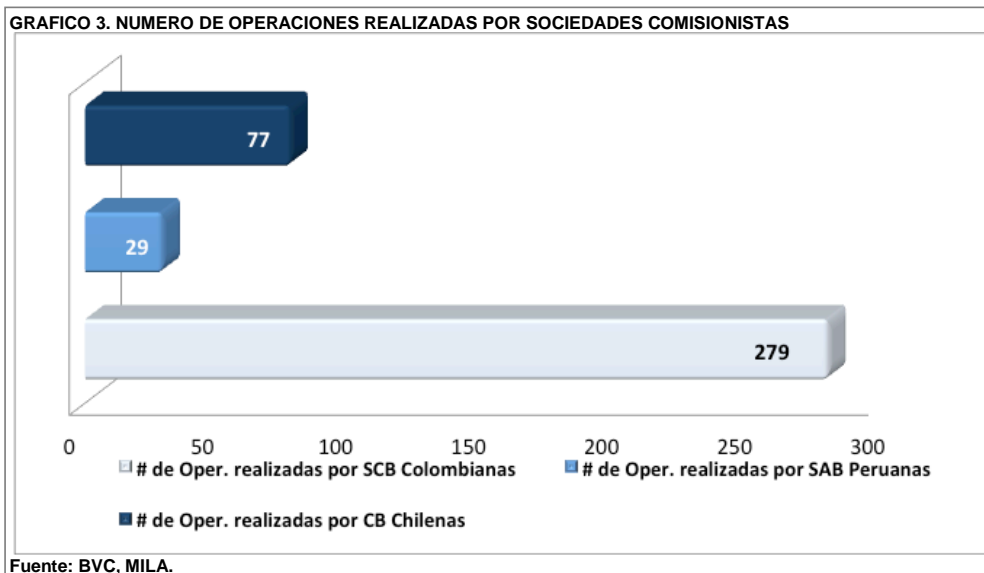 GRAFICO 3. NUMERO DE OPERACIONES REALIZADAS POR SOCIEDADES COMISIONISTAS
77
29
279
0 50 100 150 200 250 300
# de Oper. realizadas por SCB Colombianas # de Oper. realizadas por SAB Peruanas
# de Oper. realizadas por CB Chilenas
Fuente: BVC, MILA.